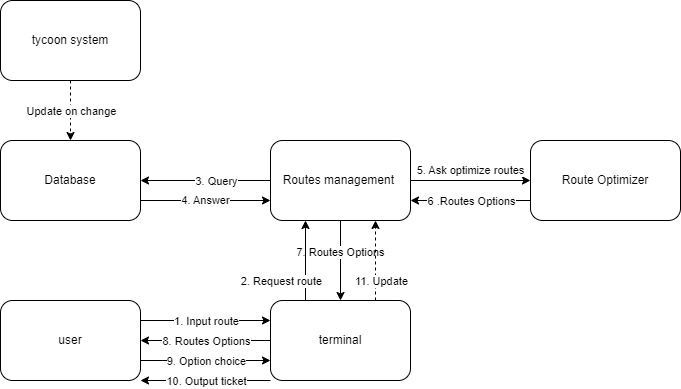 tycoon system
Update on change
Database
Routes management
Route Optimizer
3. Query
4. Answer
5. Ask optimize routes
6 .Routes Options
7. Routes Options
2. Request route
11. Update
user
terminal
1. Input route
8. Routes Options
9. Option choice
10. Output ticket